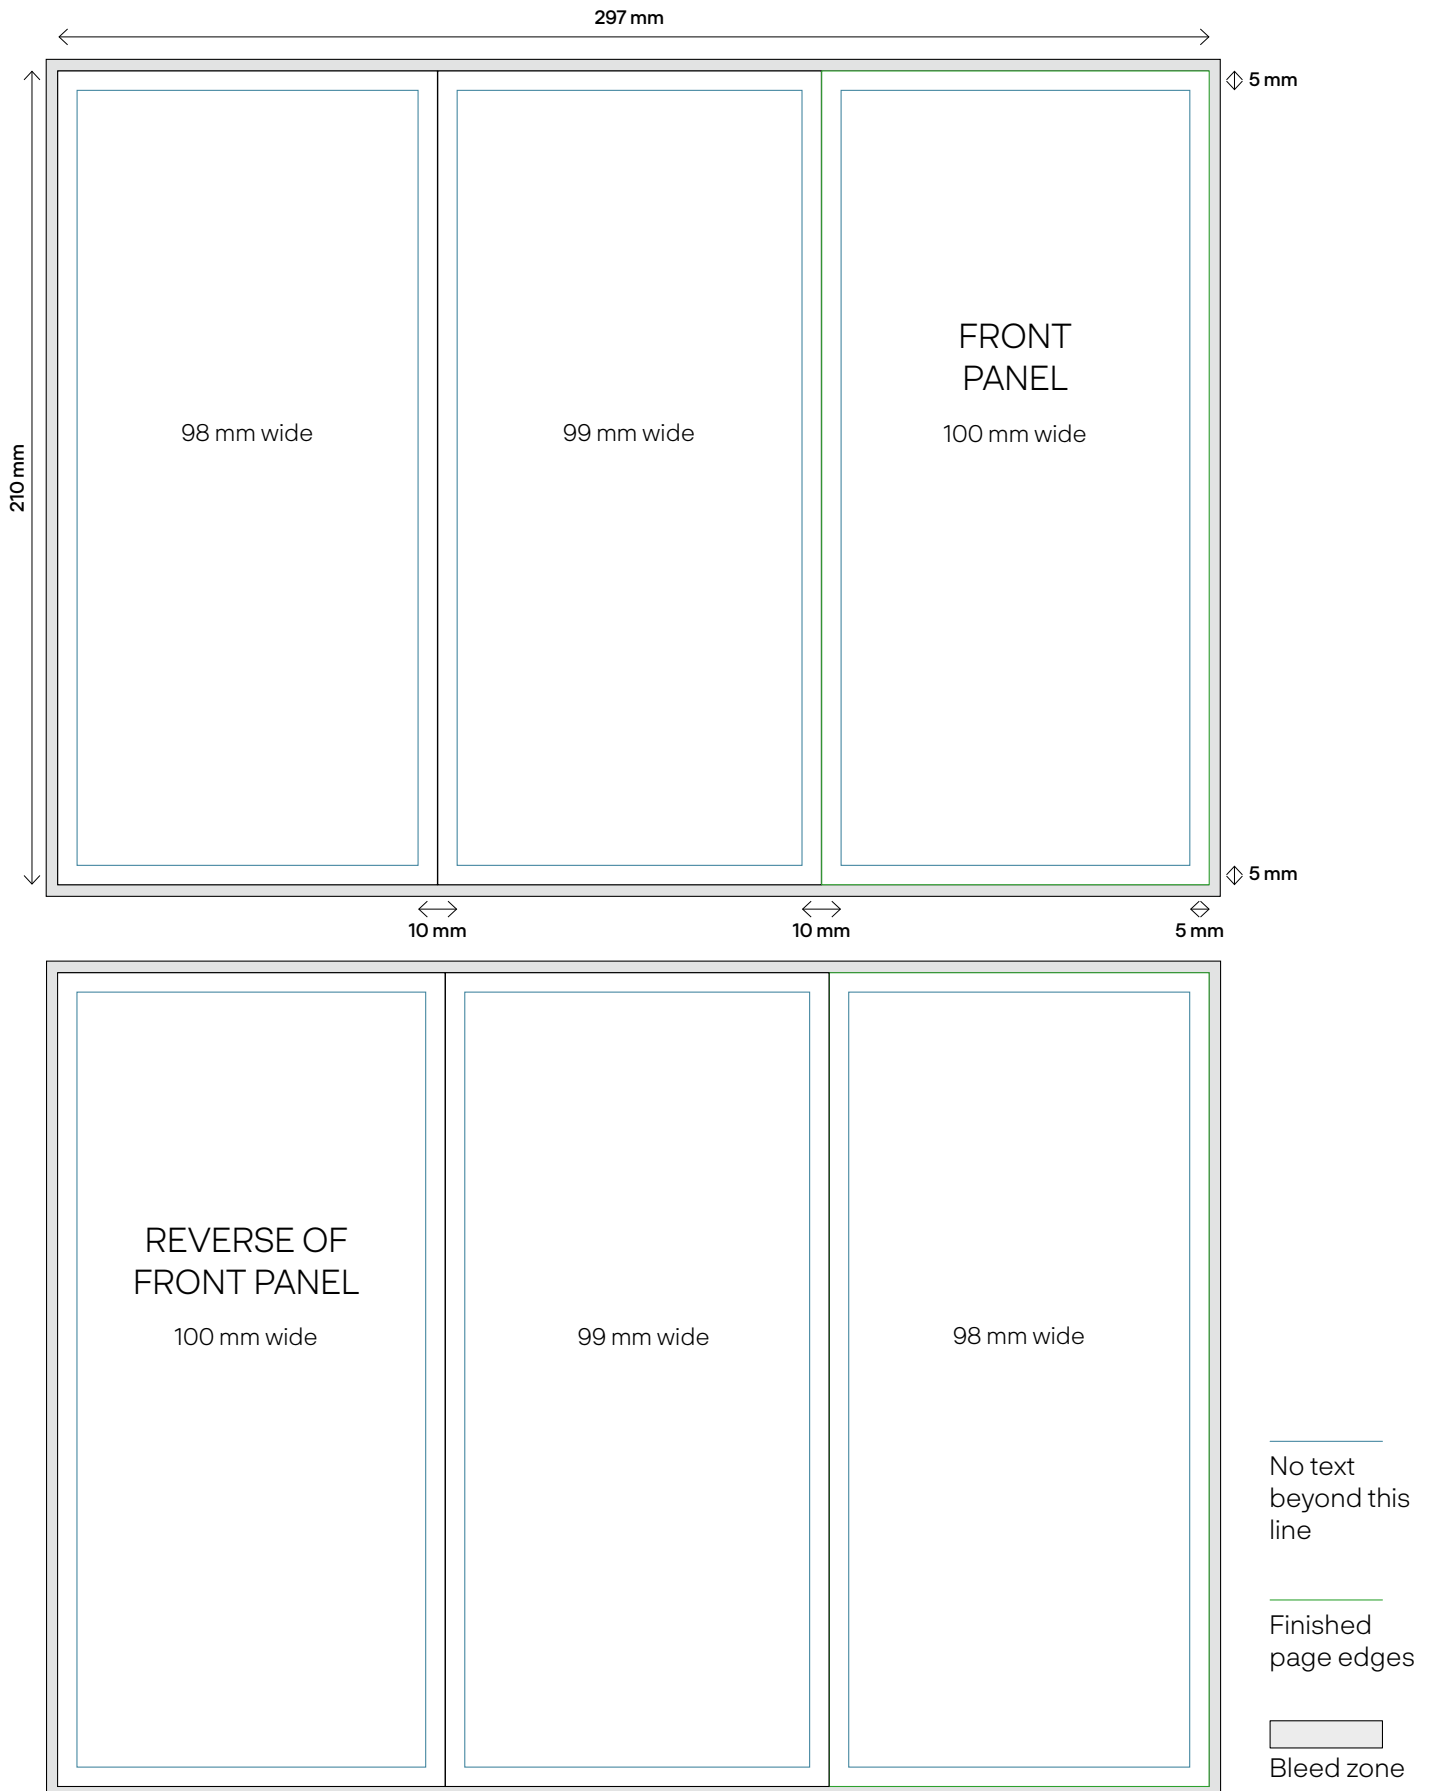 297 mm
5 mm
210 mm
98 mm wide
99 mm wide
FRONT
PANEL
100 mm wide
5 mm
10 mm
10 mm
5 mm
REVERSE OF
FRONT PANEL
100 mm wide
99 mm wide
98 mm wide
No text
beyond this
line
Finished
page edges
Bleed zone